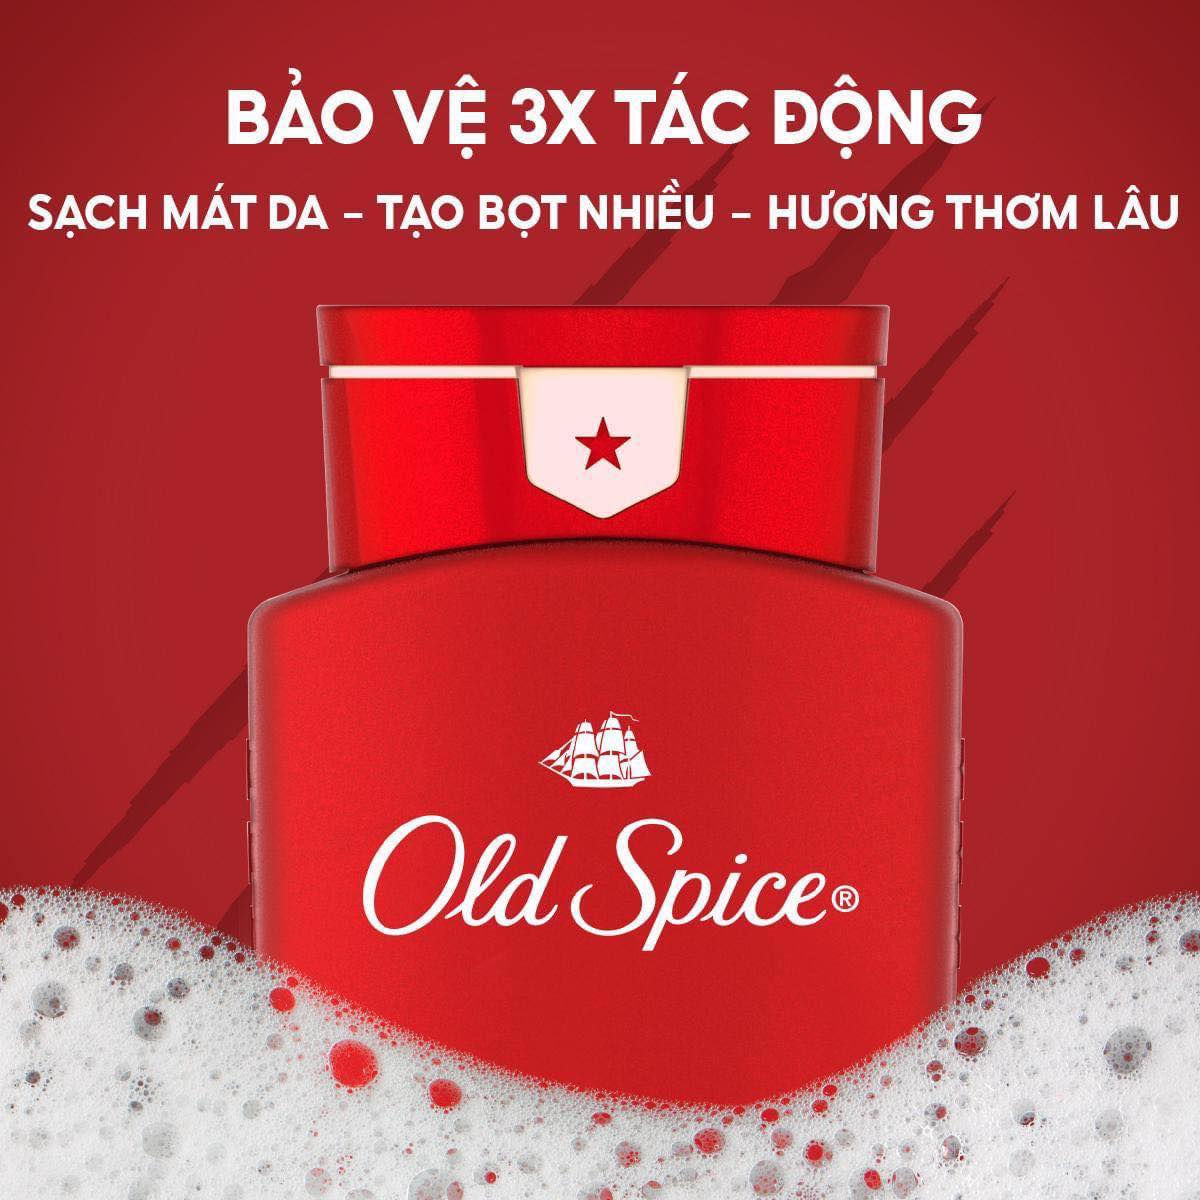 BẢO VỆ 3X TÁC ĐỘNG
SẠCH MÁT DA - TẠO BỌT NHIỀU - HƯƠNG THƠM LÂU
Old Spice®